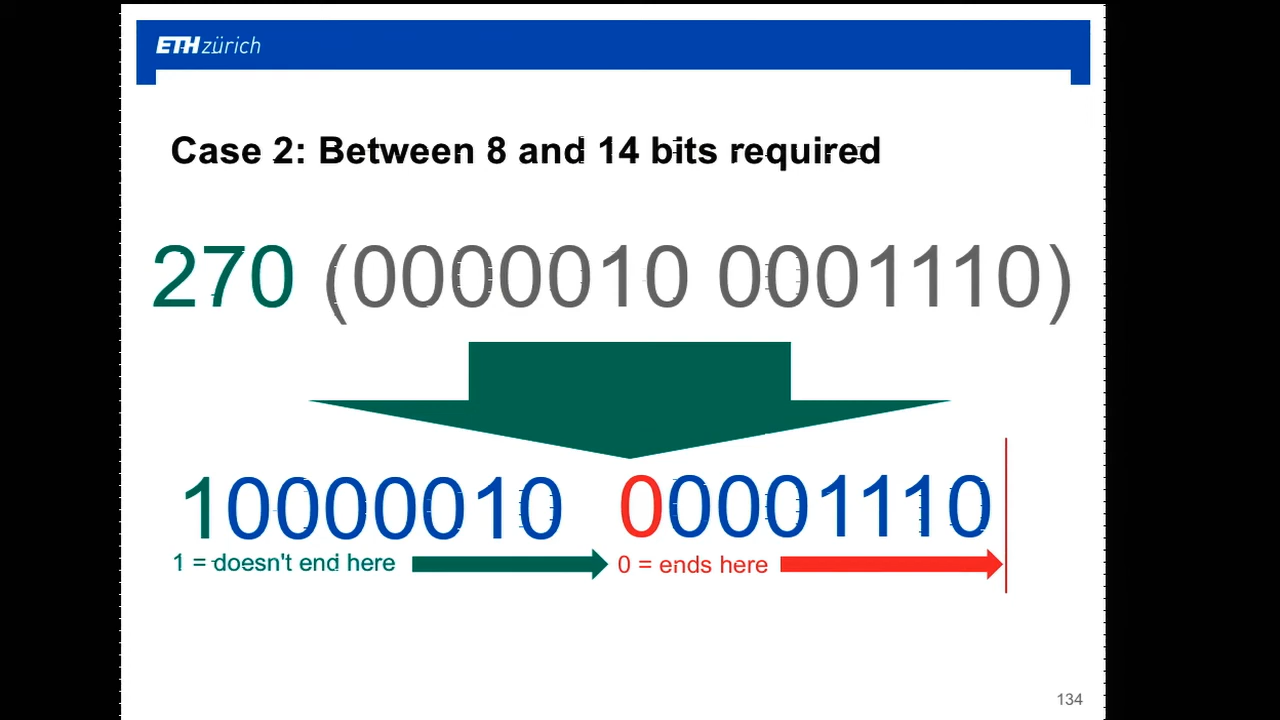 ETH zürich
Case 2: Between 8 and 14 bits required
270 (0000010 0001110)
10000010 00001110
1 = doesn't end here 0 = ends here
134